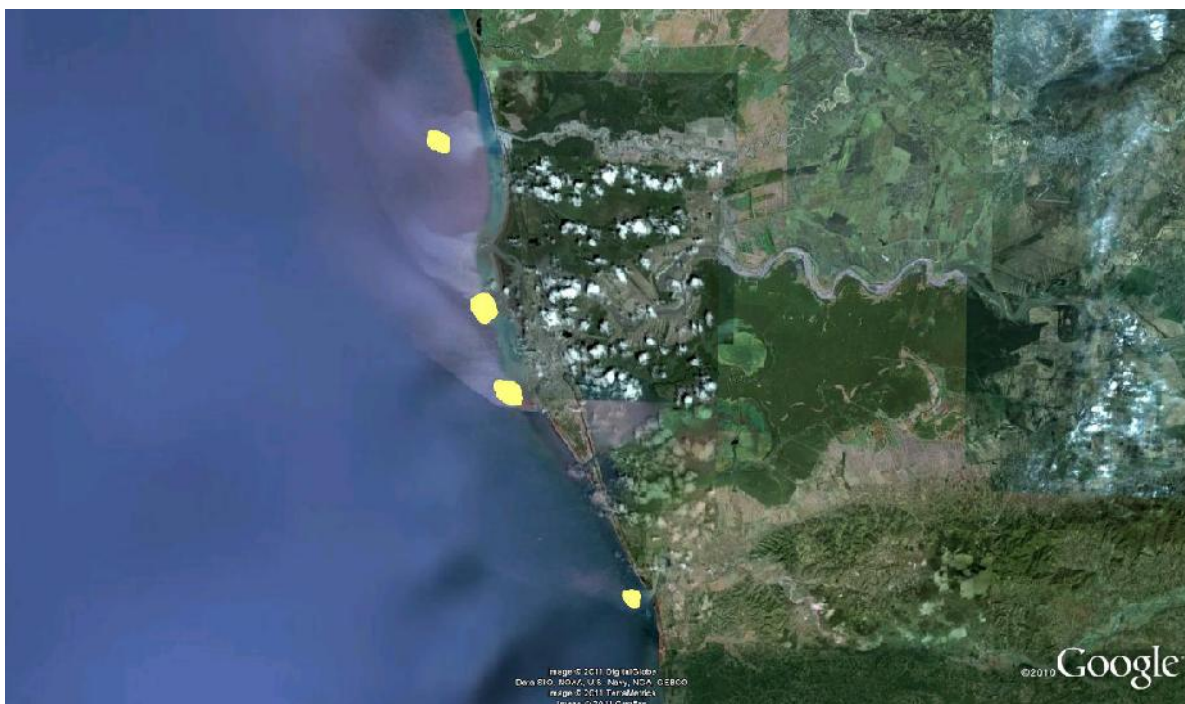 Image © 2011 DigitalGlobe
Data SIO, NOAA, U.S. Navy, NGA, GEBCO
Image © 2011 TerraMetrics
©2010 Google